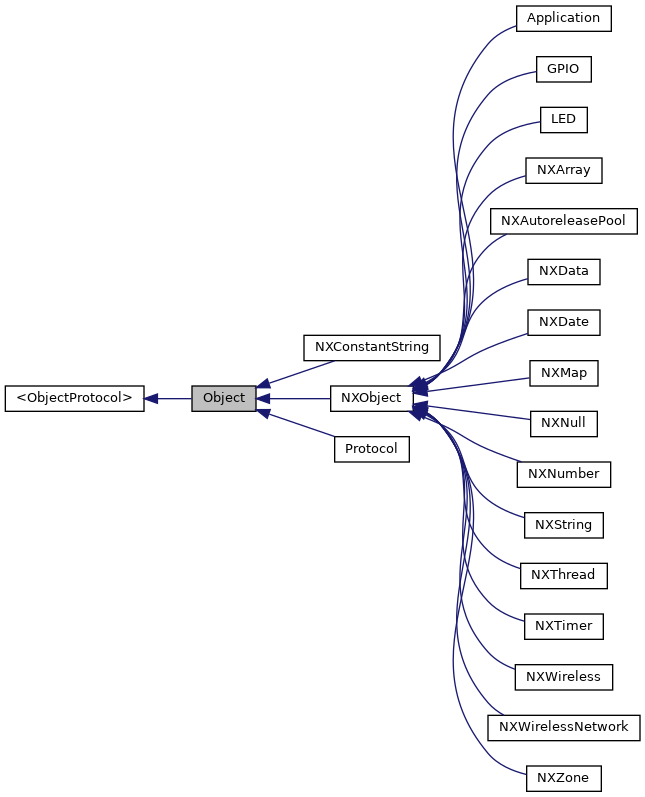 Application
GPIO
LED
NXArray
NXAutoreleasePool
NXData
NXDate
NXConstantString
NXMap
<ObjectProtocol>
Object
NXObject
NXNull
Protocol
NXNumber
NXString
NXThread
NXTimer
NXWireless
NXWirelessNetwork
NXZone